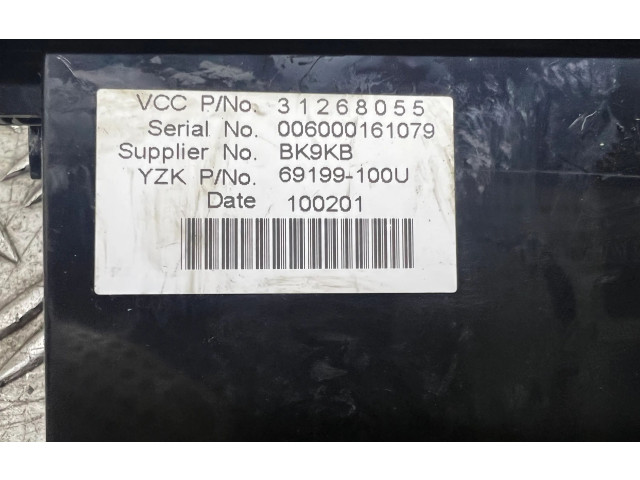 VCC P/No. 31268055
Serial No. 006000161079
Supplier No. BK9KB
YZK P/No. 69199-100U
Date 100201